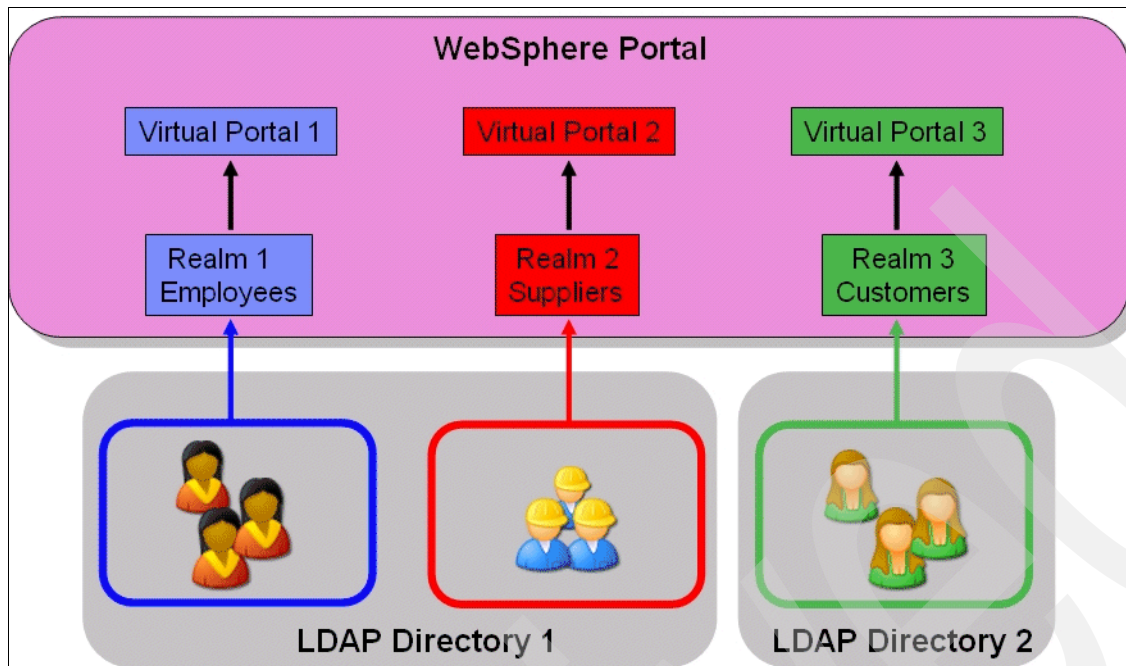 WebSphere Portal
Virtual Portal 1
Virtual Portal 2
Virtual Portal 3
Realm 1
Employees
Realm 2
Suppliers
Realm 3
Customers
LDAP Directory 1
LDAP Directory 2